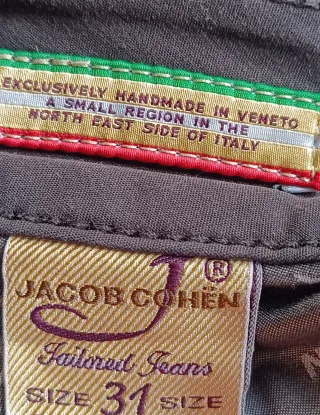 EXCLUSIVELY HANDMADE IN VENETO
A SMALL REGION IN THE
NORTH EAST SIDE OF ITALY
J ®
JACOB COHËN
Tailored Jeans
SIZE 31 SIZE